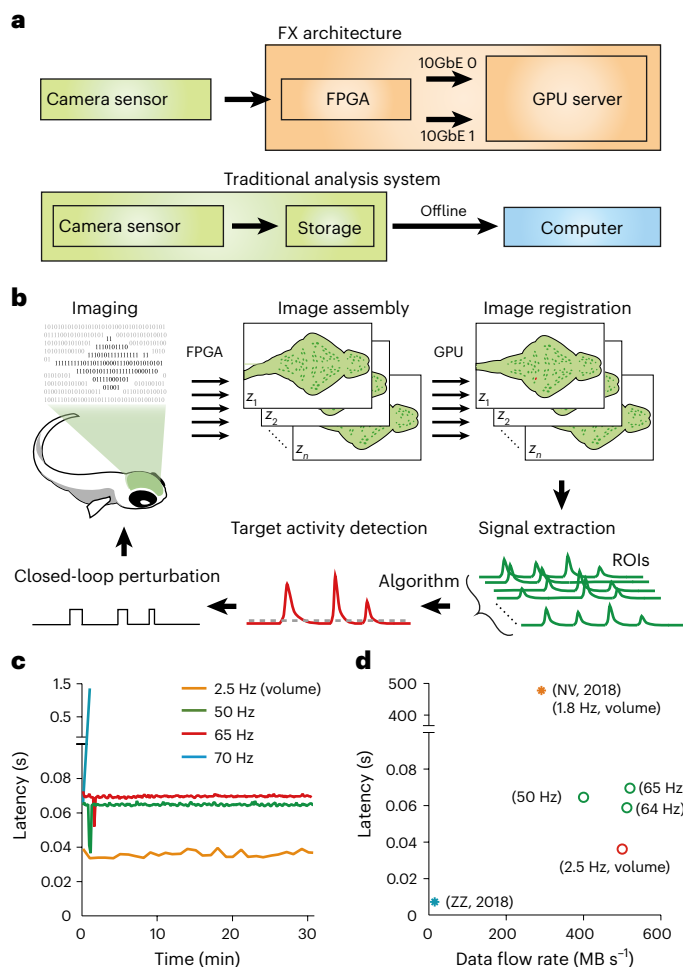 a
FX architecture
Camera sensor
FPGA
10GbE 0
10GbE 1
GPU server
Traditional analysis system
Camera sensor
Storage
Offline
Computer
b
Imaging
Image assembly
Image registration
FPGA
GPU
z1
z2
zn
z1
z2
zn
Target activity detection
Signal extraction
ROIs
Closed-loop perturbation
Algorithm
c
1.5
0.5
0.08
0.06
0.04
0.02
0
Latency (s)
0
10
20
30
Time (min)
2.5 Hz (volume)
50 Hz
65 Hz
70 Hz
d
500
400
0.08
0.06
0.04
0.02
0
Latency (s)
0
200
400
600
Data flow rate (MB s−1)
(NV, 2018)
(1.8 Hz, volume)
(50 Hz)
(65 Hz
(64 Hz)
(2.5 Hz, volume)
(ZZ, 2018)